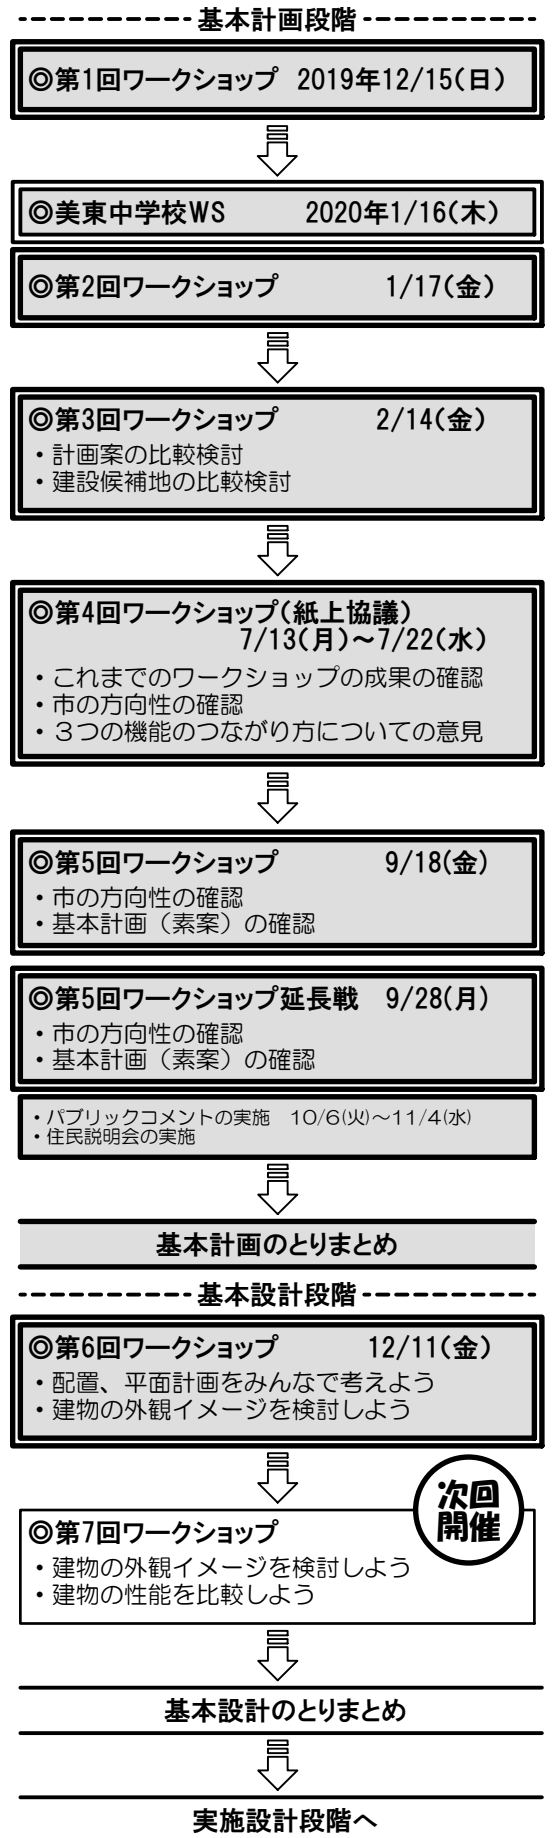 基本計画段階
◎第1回ワークショップ 2019年12/15(日)
◎美東中学校WS 2020年1/16(木)
◎第2回ワークショップ 1/17(金)
◎第3回ワークショップ 2/14(金)
・計画案の比較検討
・建設候補地の比較検討
◎第4回ワークショップ(紙上協議)
7/13(月)～7/22(水)
・これまでのワークショップの成果の確認
・市の方向性の確認
・３つの機能のつながり方についての意見
◎第5回ワークショップ 9/18(金)
・市の方向性の確認
・基本計画（素案）の確認
◎第5回ワークショップ延長戦 9/28(月)
・市の方向性の確認
・基本計画（素案）の確認
・パブリックコメントの実施 10/6(火)～11/4(水)
・住民説明会の実施
基本計画のとりまとめ
基本設計段階
◎第6回ワークショップ 12/11(金)
・配置、平面計画をみんなで考えよう
・建物の外観イメージを検討しよう
次回
開催
◎第7回ワークショップ
・建物の外観イメージを検討しよう
・建物の性能を比較しよう
基本設計のとりまとめ
実施設計段階へ